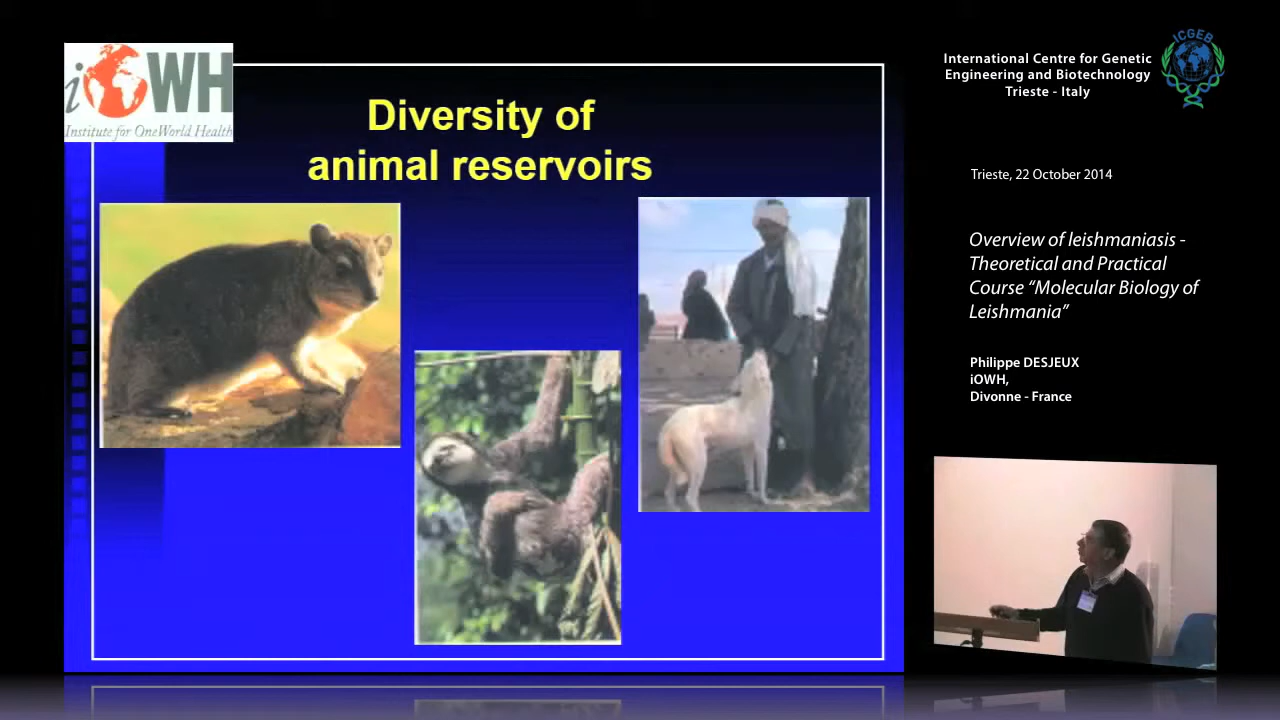 iOWH
Institute for OneWorld Health
Diversity of
animal reservoirs
International Centre for Genetic
Engineering and Biotechnology
Trieste - Italy
ICGEB
Trieste, 22 October 2014
Overview of leishmaniasis -
Theoretical and Practical
Course “Molecular Biology of
Leishmania”
Philippe DESJEUX
iOWH,
Divonne - France